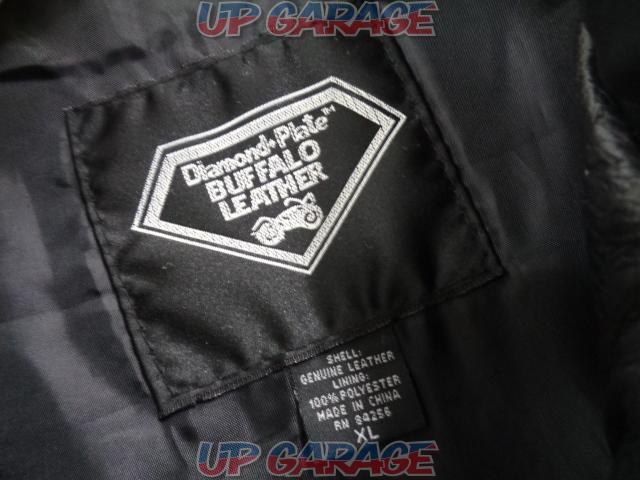 UP GARAGE
Diamond Plate™
BUFFALO
LEATHER
SHELL:
GENUINE LEATHER
LINING:
100% POLYESTER
MADE IN CHINA
RN 84256
XL
UP GARAGE